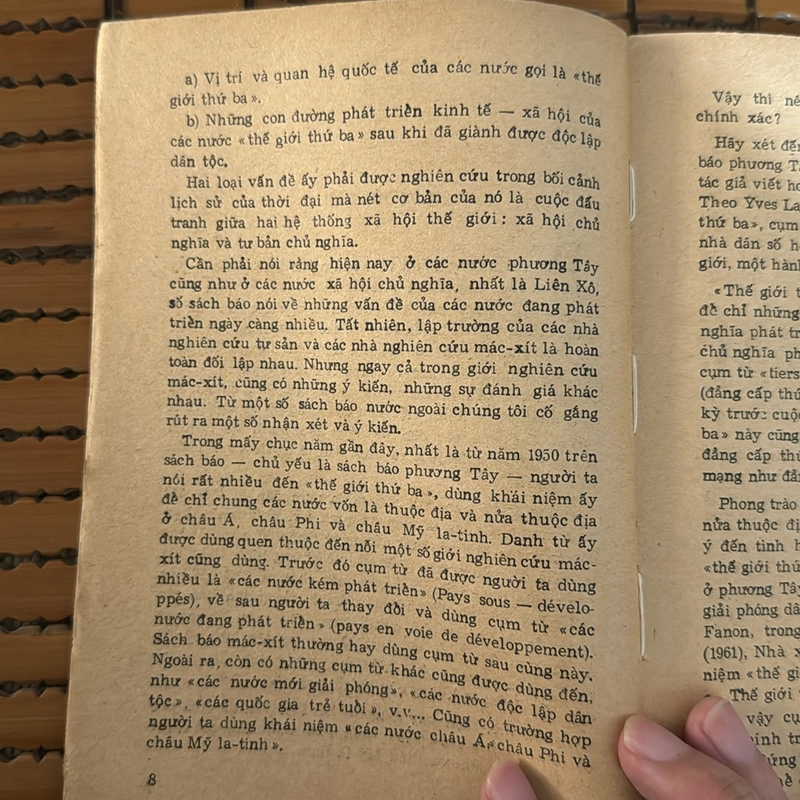 a) Vị trí và quan hệ quốc tế của các nước gọi là «thế
giới thứ ba».
b) Những con đường phát triển kinh tế — xã hội của
các nước «thế giới thứ ba» sau khi đã giành được độc lập
dân tộc.
Hai loại vấn đề ấy phải được nghiên cứu trong bối cảnh
lịch sử của thời đại mà nét cơ bản của nó là cuộc đấu
tranh giữa hai hệ thống xã hội thế giới : xã hội chủ
nghĩa và tư bản chủ nghĩa.
Cần phải nói rằng hiện nay ở các nước phương Tây
cũng như ở các nước xã hội chủ nghĩa, nhất là Liên Xô,
số sách báo nói về những vấn đề của các nước đang phát
triển ngày càng nhiều. Tất nhiên, lập trường của các nhà
nghiên cứu tư sản và các nhà nghiên cứu mác-xít là hoàn
toàn đối lập nhau. Nhưng ngay cả trong giới nghiên cứu
mác-xít, cũng có những ý kiến, những sự đánh giá khác
nhau. Từ một số sách báo nước ngoài chúng tôi cố gắng
rút ra một số nhận xét và ý kiến.
Trong mấy chục năm gần đây, nhất là từ năm 1950 trên
sách báo — chủ yếu là sách báo phương Tây — người ta
nói rất nhiều đến «thế giới thứ ba», dùng khái niệm ấy
để chỉ chung các nước vốn là thuộc địa và nửa thuộc địa
ở châu Á, châu Phi và châu Mỹ la-tinh. Danh từ ấy
được dùng quen thuộc đến nỗi một số giới nghiên cứu mác-
xít cũng dùng. Trước đó cụm từ đã được người ta dùng
nhiều là «các nước kém phát triển» (Pays sous — dévelo-
ppés), về sau người ta thay đổi và dùng cụm từ «các
nước đang phát triển» (pays en voie de développement).
Sách báo mác-xít thường hay dùng cụm từ sau cùng này.
Ngoài ra, còn có những cụm từ khác cũng được dùng đến,
như «các nước mới giải phóng», «các nước độc lập dân
tộc», «các quốc gia trẻ tuổi», v.v... Cũng có trường hợp
người ta dùng khái niệm «các nước châu Á, châu Phi và
châu Mỹ la-tinh».
8
Vậy thì nê
chính xác?
Hãy xét đến
báo phương T
tác giả viết h
Theo Yves La
thứ ba», cụm
nhà dân số h
giới, một hành
«Thế giới t
để chỉ những
nghĩa phát tr
chủ nghĩa ph
cụm từ «tiers
(đẳng cấp thứ
kỳ trước cuộc
ba» này cũng
đẳng cấp thứ
mạng như đẳn
Phong trào
nửa thuộc đị
ý đến tình h
«thế giới thứ
ở phương Tây
giải phóng dâ
Fanon, trong
(1961), Nhà x
niệm «thế gi
Thế giới
vậy cụ